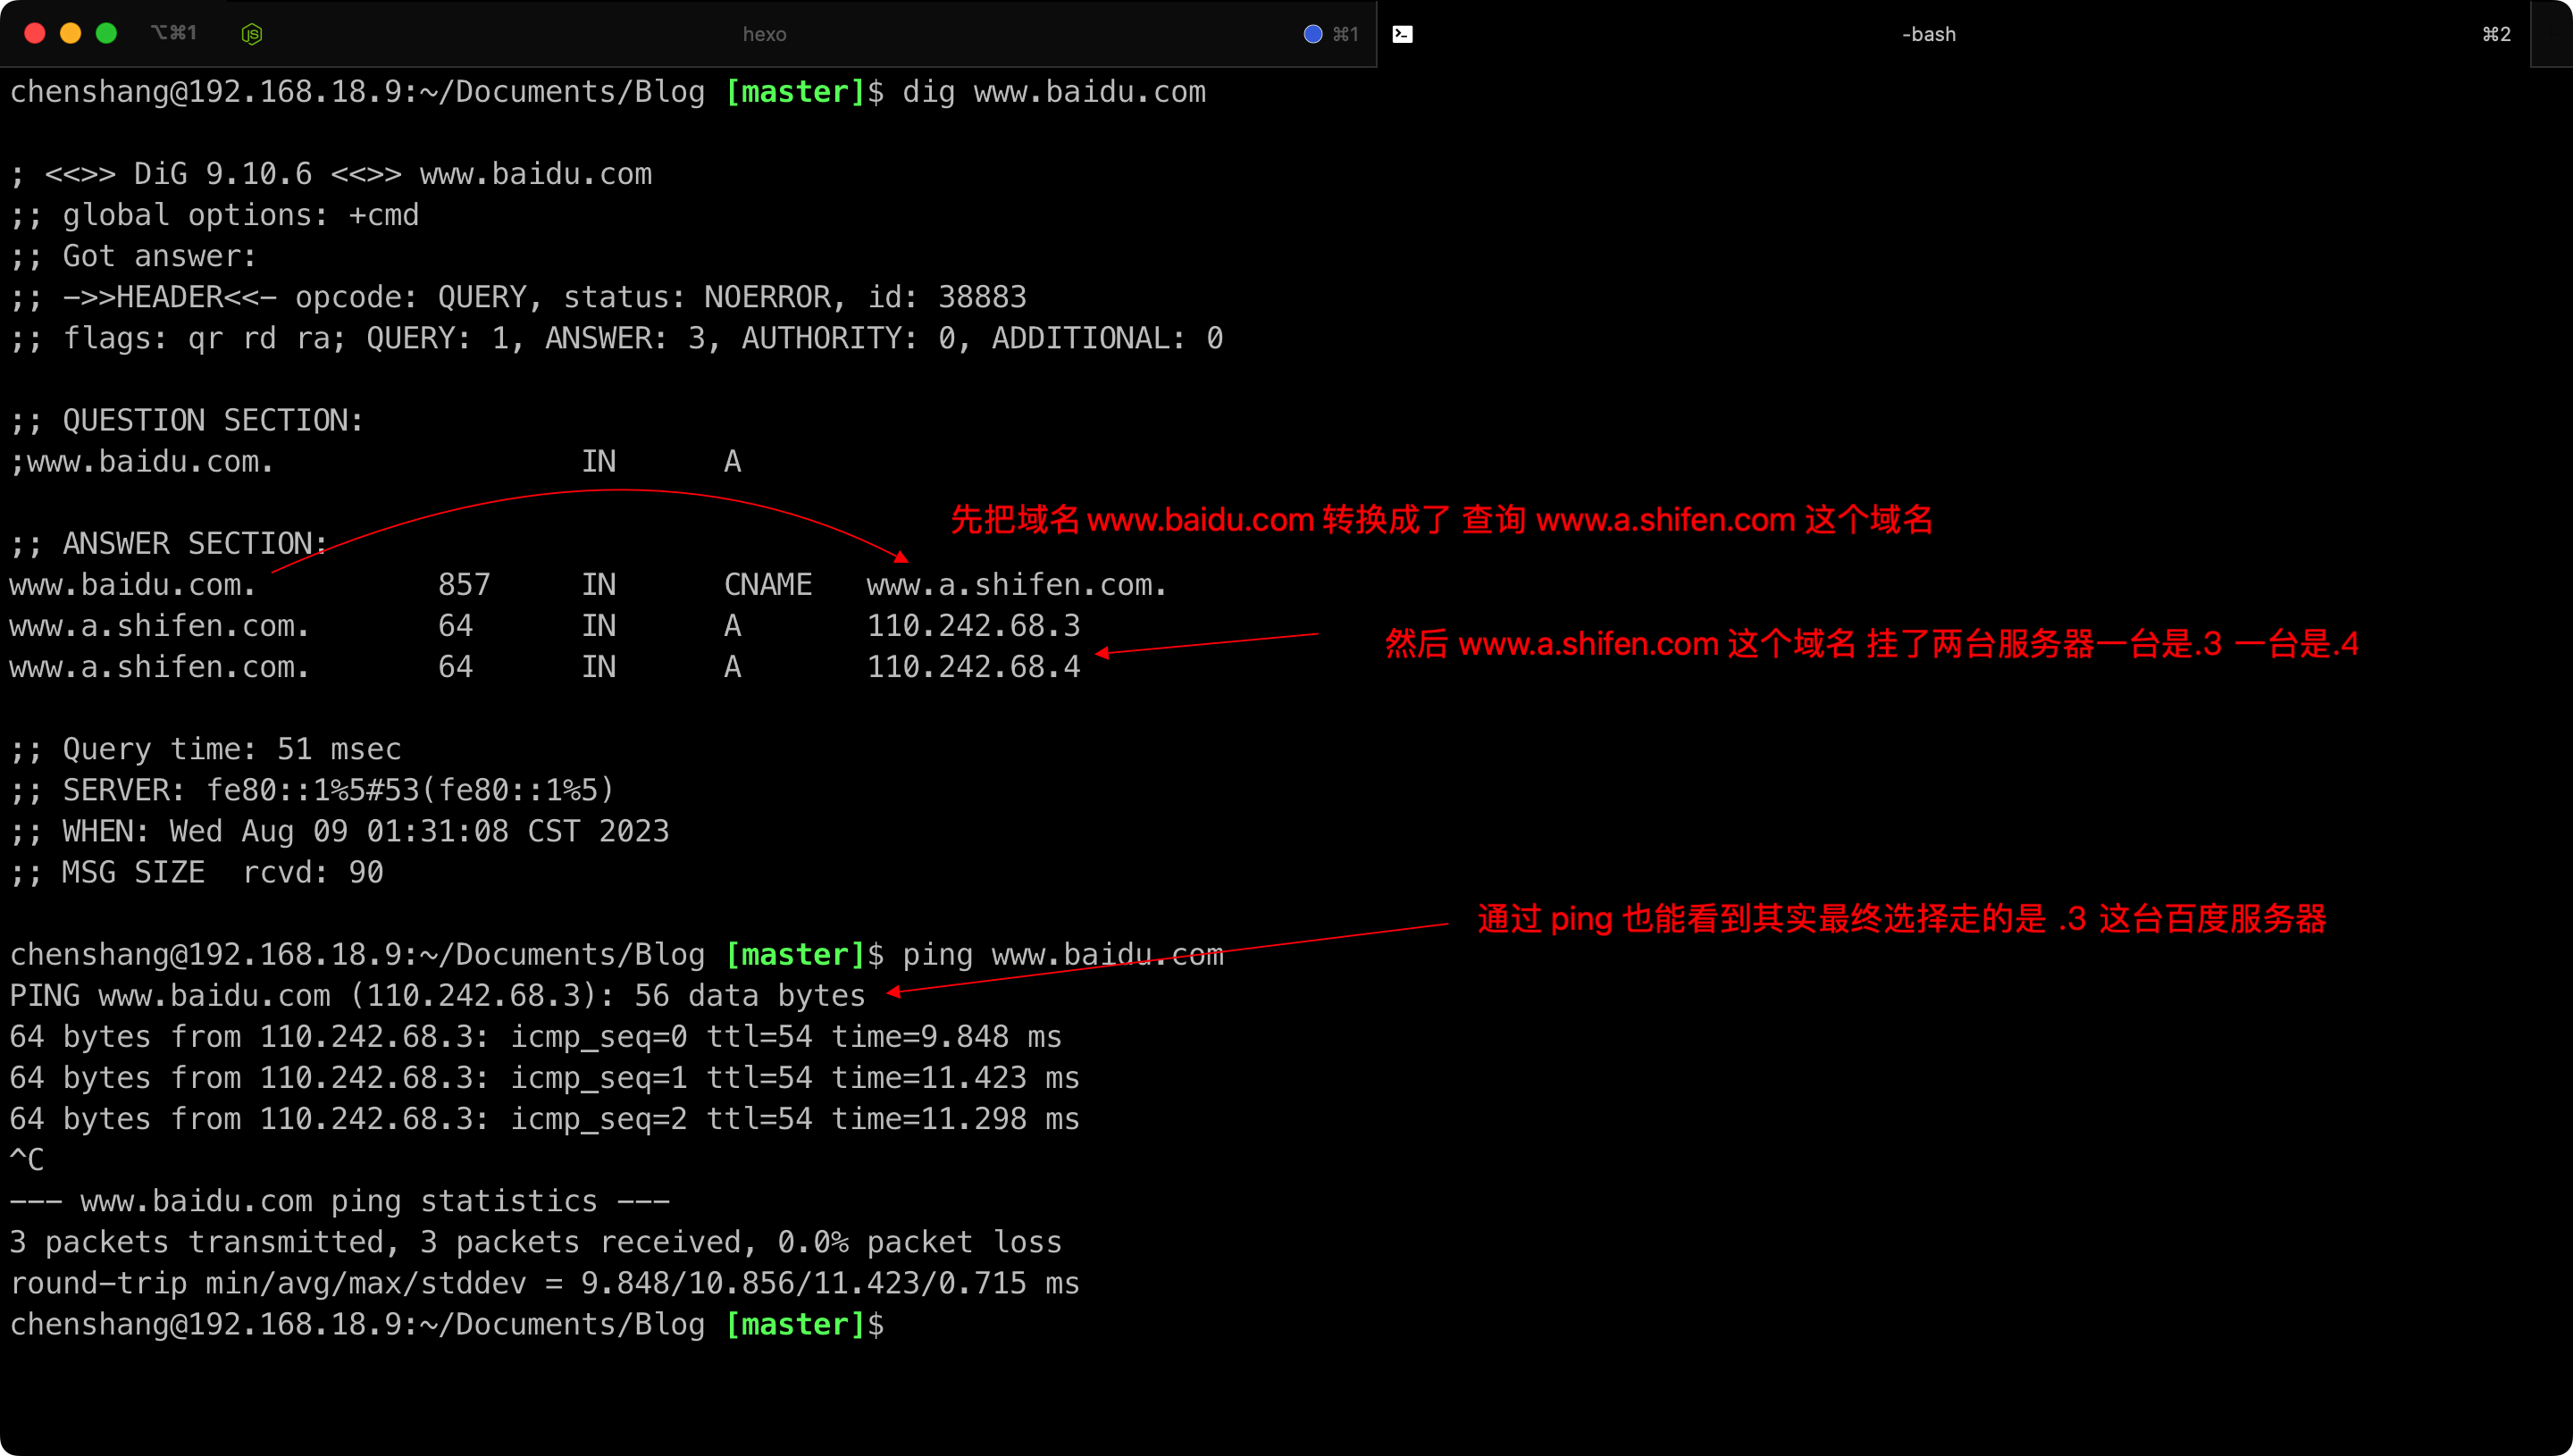 ⌥⌘1 hexo ⌘1 -bash ⌘2
chenshang@192.168.18.9:~/Documents/Blog [master]$ dig www.baidu.com
; <<>> DiG 9.10.6 <<>> www.baidu.com
;; global options: +cmd
;; Got answer:
;; ->>HEADER<<- opcode: QUERY, status: NOERROR, id: 38883
;; flags: qr rd ra; QUERY: 1, ANSWER: 3, AUTHORITY: 0, ADDITIONAL: 0
;; QUESTION SECTION:
;www.baidu.com. IN A
先把域名www.baidu.com 转换成了 查询 www.a.shifen.com 这个域名
;; ANSWER SECTION:
www.baidu.com. 857 IN CNAME www.a.shifen.com.
www.a.shifen.com. 64 IN A 110.242.68.3
然后 www.a.shifen.com 这个域名 挂了两台服务器一台是.3 一台是.4
www.a.shifen.com. 64 IN A 110.242.68.4
;; Query time: 51 msec
;; SERVER: fe80::1%5#53(fe80::1%5)
;; WHEN: Wed Aug 09 01:31:08 CST 2023
;; MSG SIZE  rcvd: 90
通过 ping 也能看到其实最终选择走的是 .3 这台百度服务器
chenshang@192.168.18.9:~/Documents/Blog [master]$ ping www.baidu.com
PING www.baidu.com (110.242.68.3): 56 data bytes
64 bytes from 110.242.68.3: icmp_seq=0 ttl=54 time=9.848 ms
64 bytes from 110.242.68.3: icmp_seq=1 ttl=54 time=11.423 ms
64 bytes from 110.242.68.3: icmp_seq=2 ttl=54 time=11.298 ms
^C
--- www.baidu.com ping statistics ---
3 packets transmitted, 3 packets received, 0.0% packet loss
round-trip min/avg/max/stddev = 9.848/10.856/11.423/0.715 ms
chenshang@192.168.18.9:~/Documents/Blog [master]$